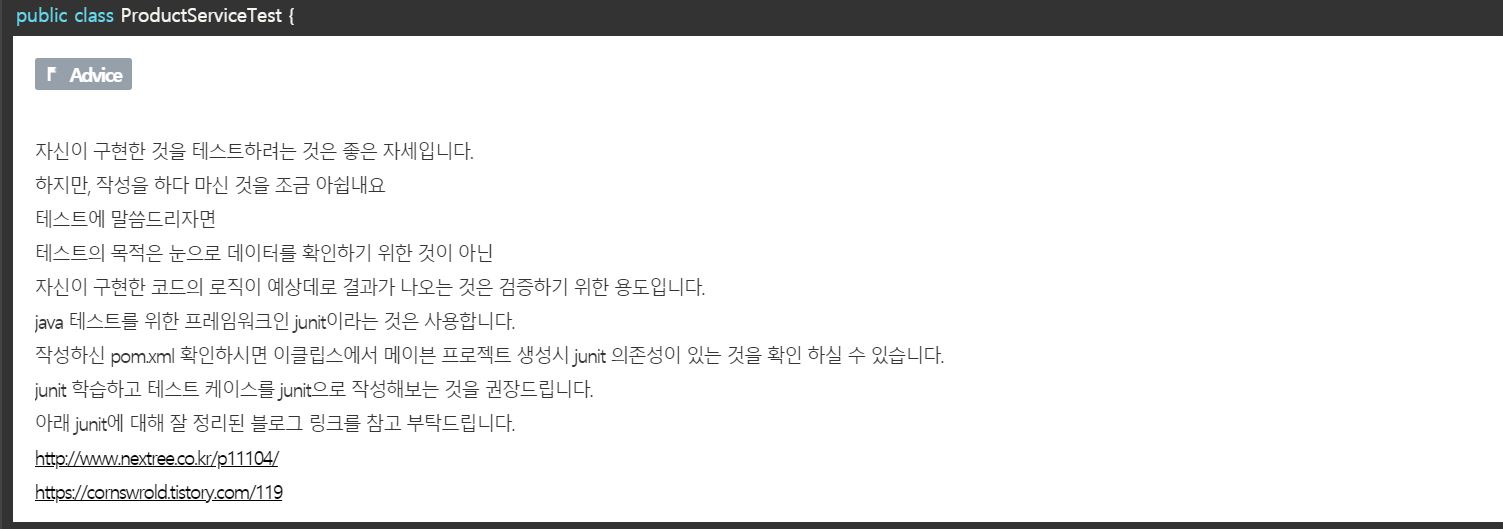 public class ProductServiceTest {
Advice
자신이 구현한 것을 테스트하려는 것은 좋은 자세입니다.
하지만, 작성을 하다 마신 것을 조금 아쉽내요
테스트에 말씀드리자면
테스트의 목적은 눈으로 데이터를 확인하기 위한 것이 아닌
자신이 구현한 코드의 로직이 예상데로 결과가 나오는 것은 검증하기 위한 용도입니다.
java 테스트를 위한 프레임워크인 junit이라는 것은 사용합니다.
작성하신 pom.xml 확인하시면 이클립스에서 메이븐 프로젝트 생성시 junit 의존성이 있는 것을 확인 하실 수 있습니다.
junit 학습하고 테스트 케이스를 junit으로 작성해보는 것을 권장드립니다.
아래 junit에 대해 잘 정리된 블로그 링크를 참고 부탁드립니다.
http://www.nextree.co.kr/p11104/
https://cornswrold.tistory.com/119